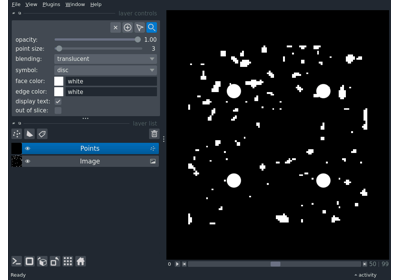 File View Plugins Window Help
layer controls
opacity: 1.00
point size: 3
blending: translucent
symbol: disc
face color: white
edge color: white
display text:
out of slice:
layer list
Points
Image
50 99
Ready
activity